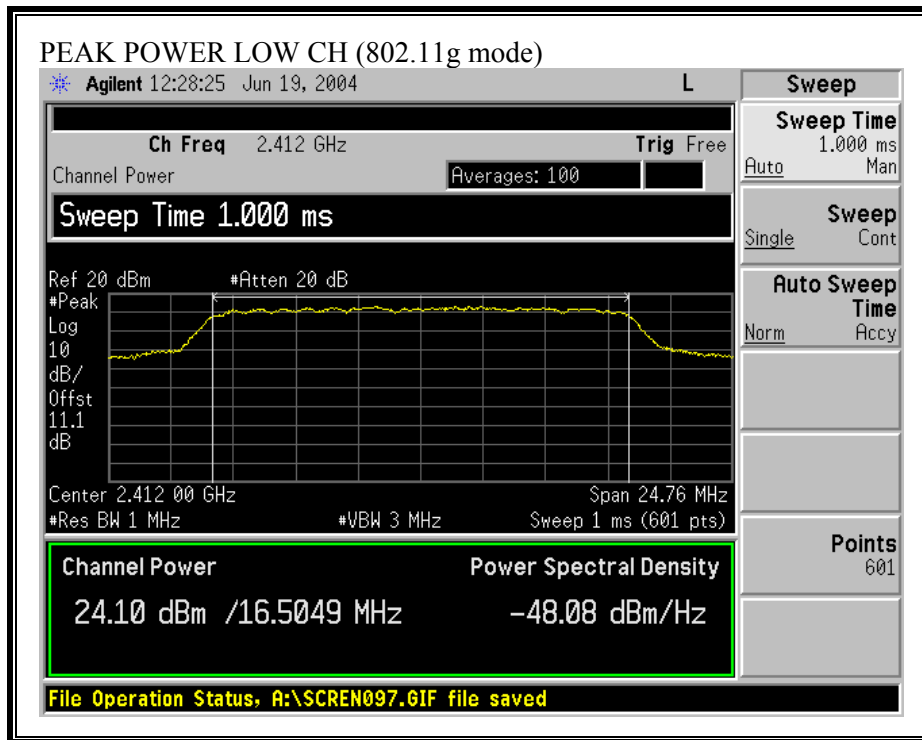 PEAK POWER LOW CH (802.11g mode)
Agilent 12:28:25 Jun 19, 2004 L
Sweep
Ch Freq 2.412 GHz Trig Free
Channel Power Averages: 100
Sweep Time 1.000 ms
Ref 20 dBm #Atten 20 dB
#Peak
Log
10
dB/
Offst
11.1
dB
Center 2.412 00 GHz Span 24.76 MHz
#Res BW 1 MHz #VBW 3 MHz Sweep 1 ms (601 pts)
Channel Power Power Spectral Density
24.10 dBm /16.5049 MHz -48.08 dBm/Hz
File Operation Status, A:\SCREN097.GIF file saved
Sweep Time
1.000 ms
Auto Man
Sweep
Single Cont
Auto Sweep
Time
Norm Accy
Points
601